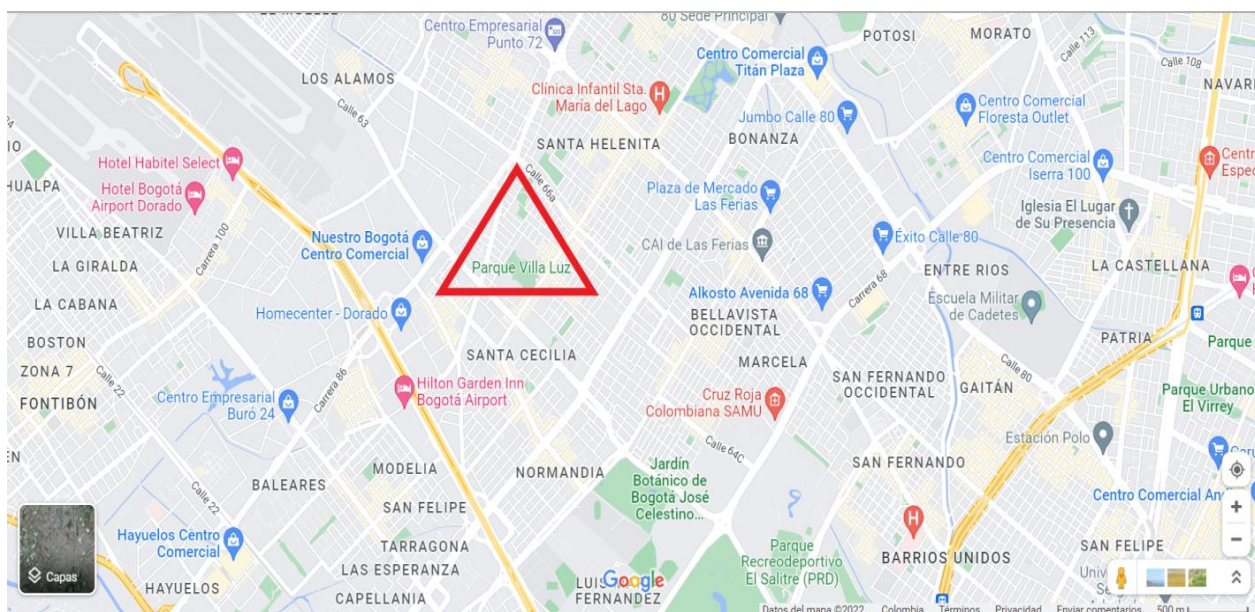 EL MUELLE
Centro Empresarial
Punto 72
80 Sede Principal
POTOSI
MORATO
Calle 113
Calle 108
NAVAR
LOS ALAMOS
Calle 63
Clínica Infantil Sta.
Maria del Lago
Centro Comercial
Titán Plaza
Jumbo Calle 80
Centro Comercial
Floresta Outlet
SANTA HELENITA
BONANZA
Centro Comercial
Iserra 100
Centr
Espec
HUALPA
Hotel Habitel Select
Hotel Bogotá
Airport Dorado
Calle 66a
Plaza de Mercado
Las Ferias
Iglesia El Lugar
de Su Presencia
VILLA BEATRIZ
Carrera 100
Nuestro Bogotá
Centro Comercial
CAI de Las Ferias
Éxito Calle 80
LA GIRALDA
Parque Villa Luz
ENTRE RIOS
LA CASTELLANA
LA CABANA
Homecenter - Dorado
Alkosto Avenida 68
Carrera 68
Escuela Militar
de Cadetes
BELLAVISTA
OCCIDENTAL
BOSTON
SANTA CECILIA
MARCELA
PATRIA
Parque
ZONA 7
Calle 22
Carrera 86
Hilton Garden Inn
Bogotá Airport
Cruz Roja
Colombiana SAMU
SAN FERNANDO
OCCIDENTAL
GAITÁN
Calle 80
Parque Urbano
El Virrey
FONTIBÓN
Centro Empresarial
Buró 24
Calle 64C
Estación Polo
MODELIA
NORMANDIA
Jardín
Botánico de
Bogotá José
Celestino...
SAN FERNANDO
BALEARES
Calle 22
SAN FELIPE
Centro Comercial An
Hayuelos Centro
Comercial
TARRAGONA
Parque
Recreodeportivo
El Salitre (PRD)
BARRIOS UNIDOS
SAN FELIPE
Capas
LAS ESPERANZA
HAYUELOS
CAPELLANIA
LUIS
FERNANDEZ
Google
Univ
Datos del mapa ©2022 Colombia Términos Privacidad Enviar comentarios 500 m